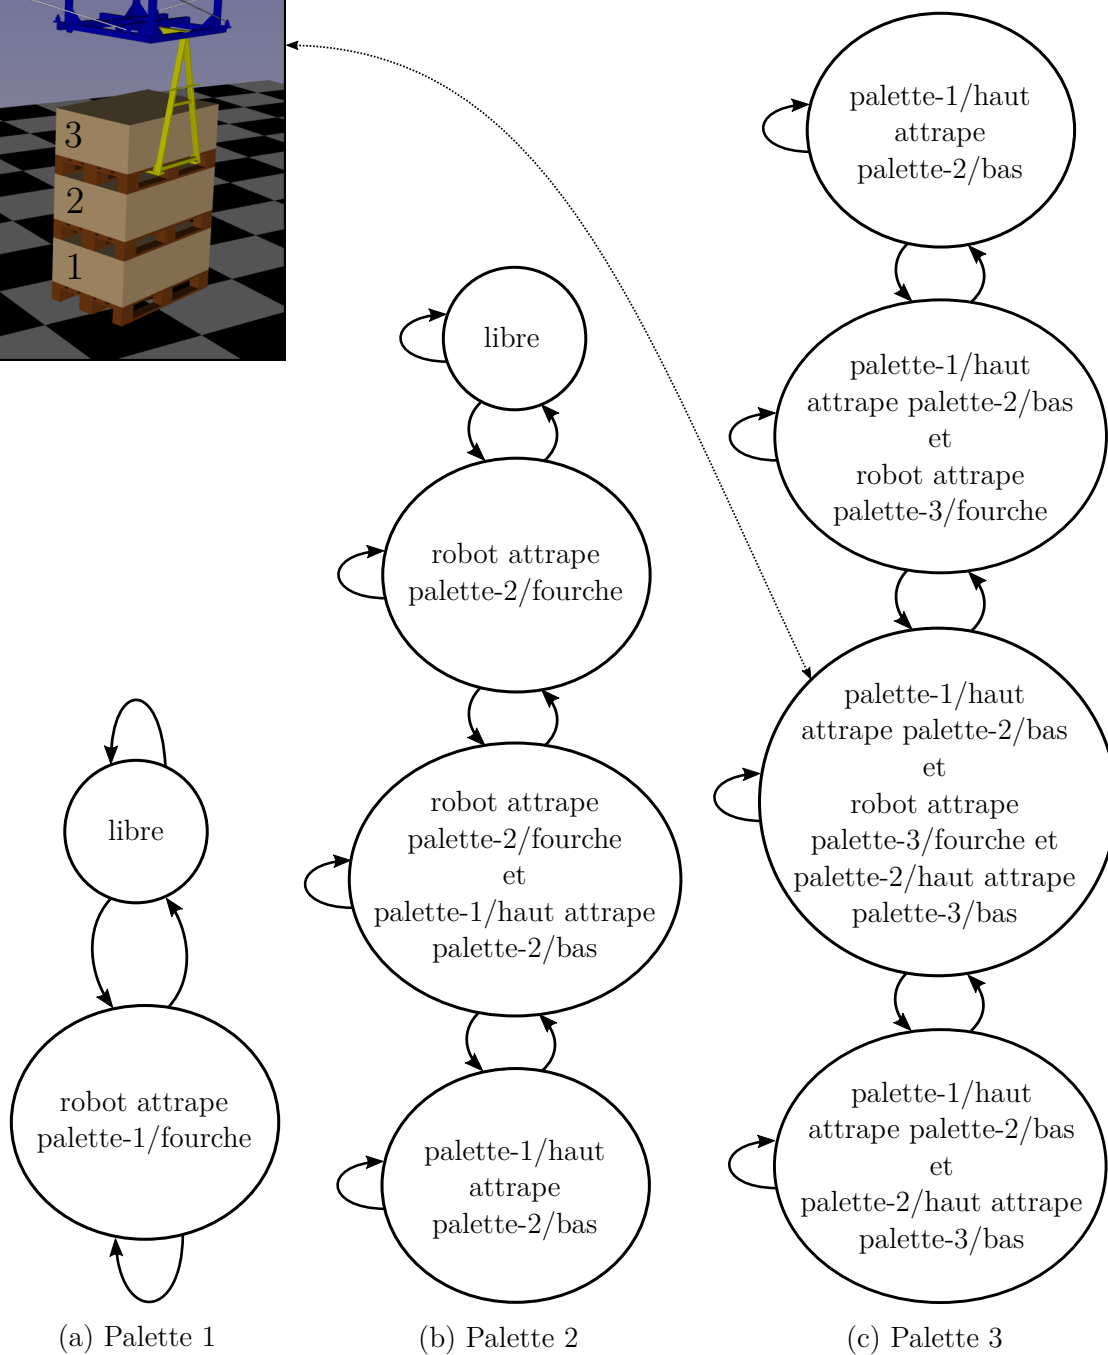 3
2
1
libre
robot attrape
palette-1/fourche
(a) Palette 1
libre
robot attrape
palette-2/fourche
robot attrape
palette-2/fourche
et
palette-1/haut attrape
palette-2/bas
palette-1/haut
attrape
palette-2/bas
(b) Palette 2
palette-1/haut
attrape
palette-2/bas
palette-1/haut
attrape palette-2/bas
et
robot attrape
palette-3/fourche
palette-1/haut
attrape palette-2/bas
et
robot attrape
palette-3/fourche et
palette-2/haut attrape
palette-3/bas
palette-1/haut
attrape palette-2/bas
et
palette-2/haut attrape
palette-3/bas
(c) Palette 3